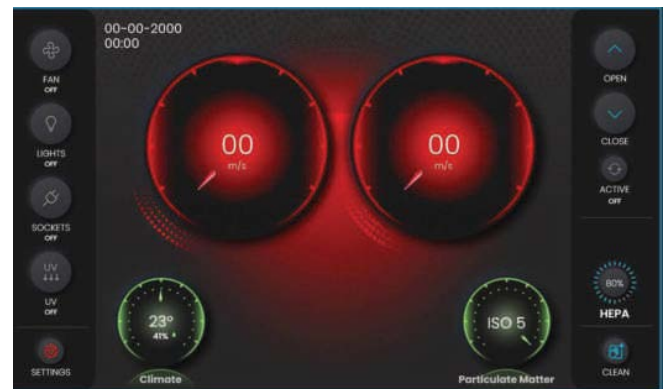 00-00-2000
00:00
FAN
OFF
LIGHTS
OFF
SOCKETS
OFF
UV
UV
OFF
SETTINGS
00
m/s
00
m/s
23°
41%
Climate
ISO 5
Particulate Matter
OPEN
CLOSE
ACTIVE
OFF
80%
HEPA
CLEAN